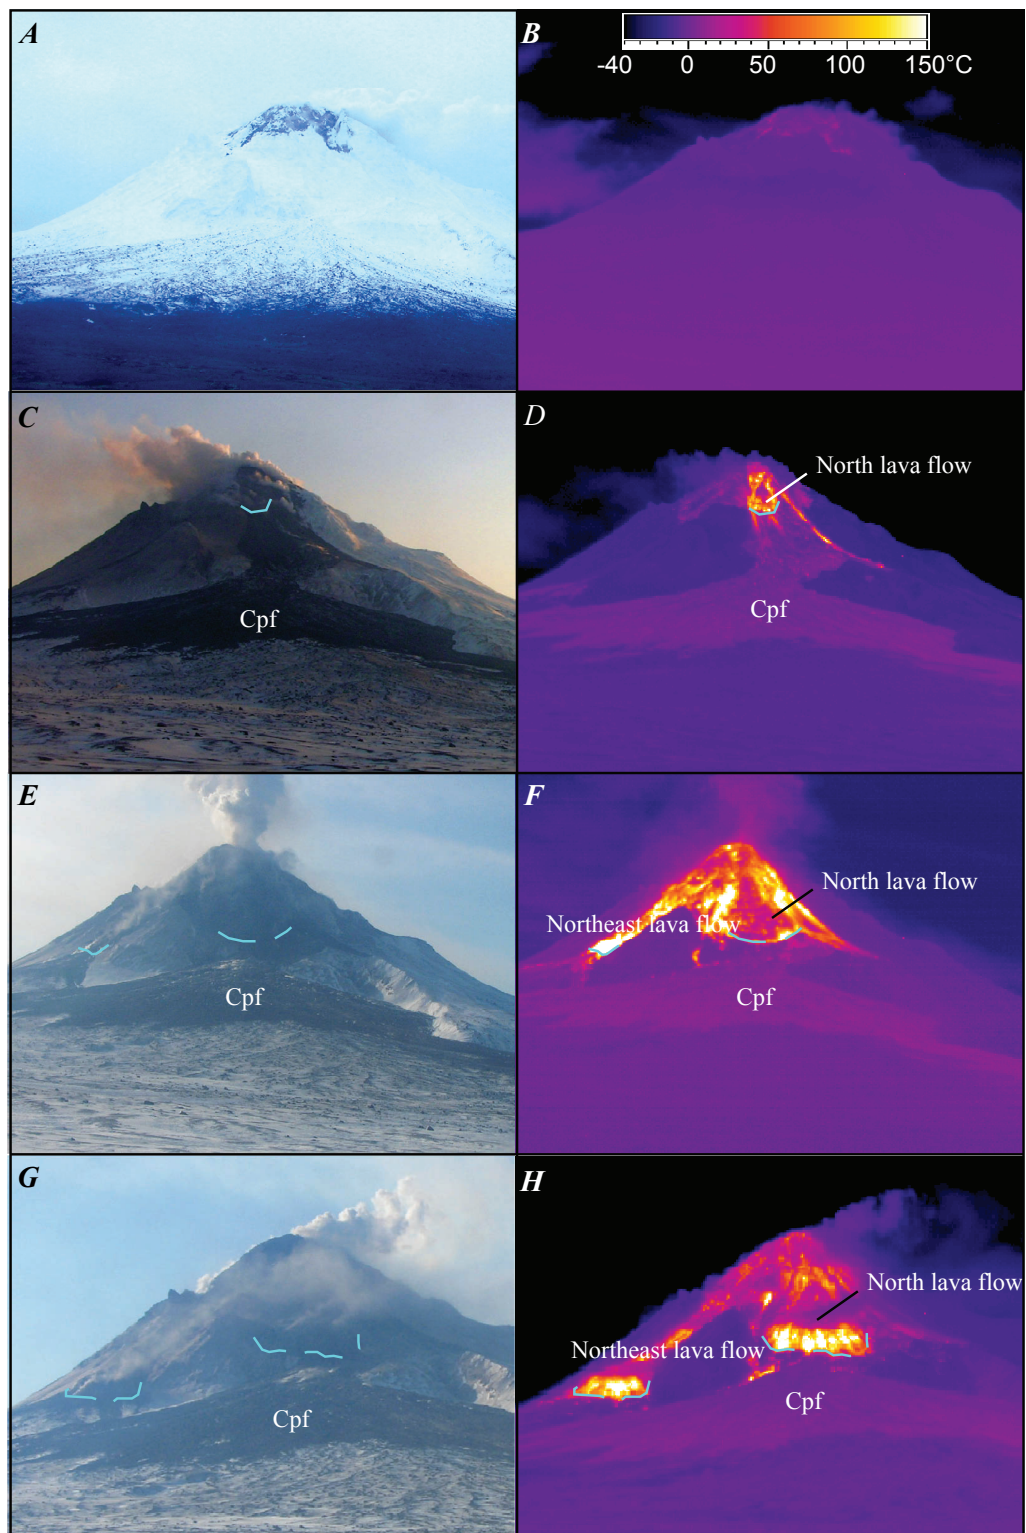 A
B
-40 0 50 100 150°C
C
D
North lava flow
Cpf
Cpf
E
F
North lava flow
Northeast lava flow
Cpf
Cpf
G
H
North lava flow
Northeast lava flow
Cpf
Cpf